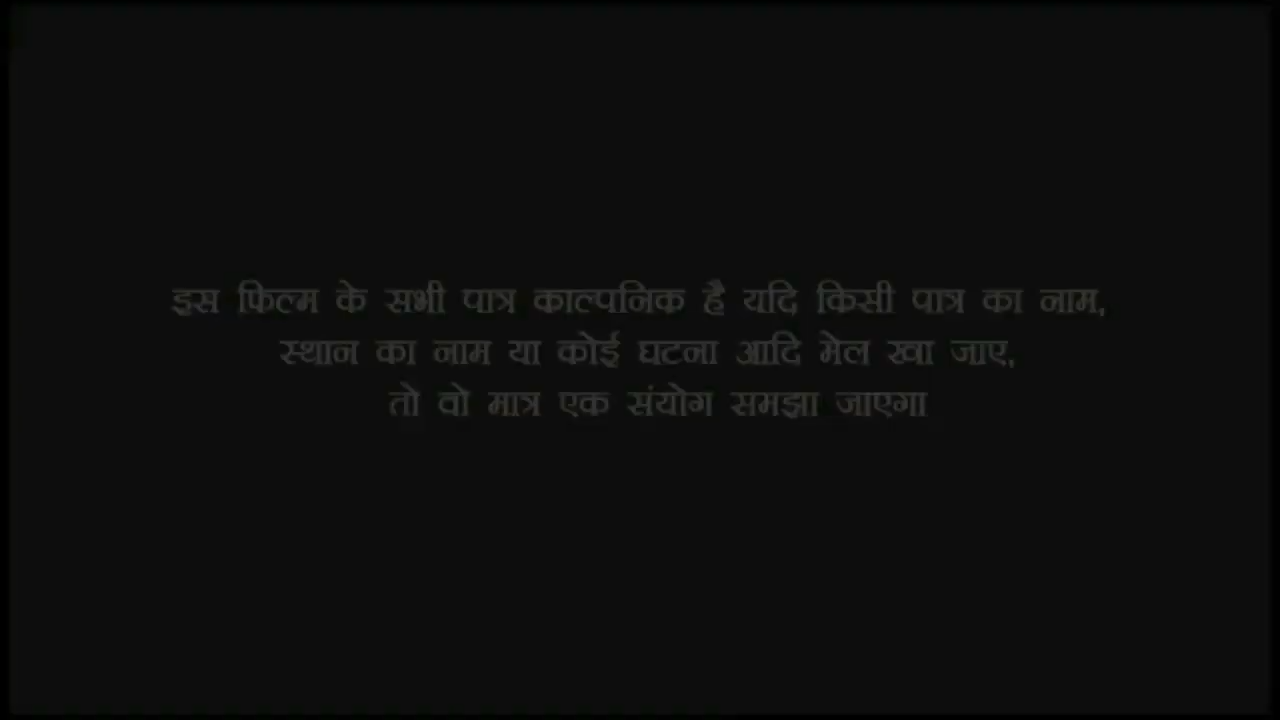 इस फिल्म के सभी पात्र काल्पनिक है यदि किसी पात्र का नाम,
स्थान का नाम या कोई घटना आदि मेल खा जाए,
तो वो मात्र एक संयोग समझा जाएगा